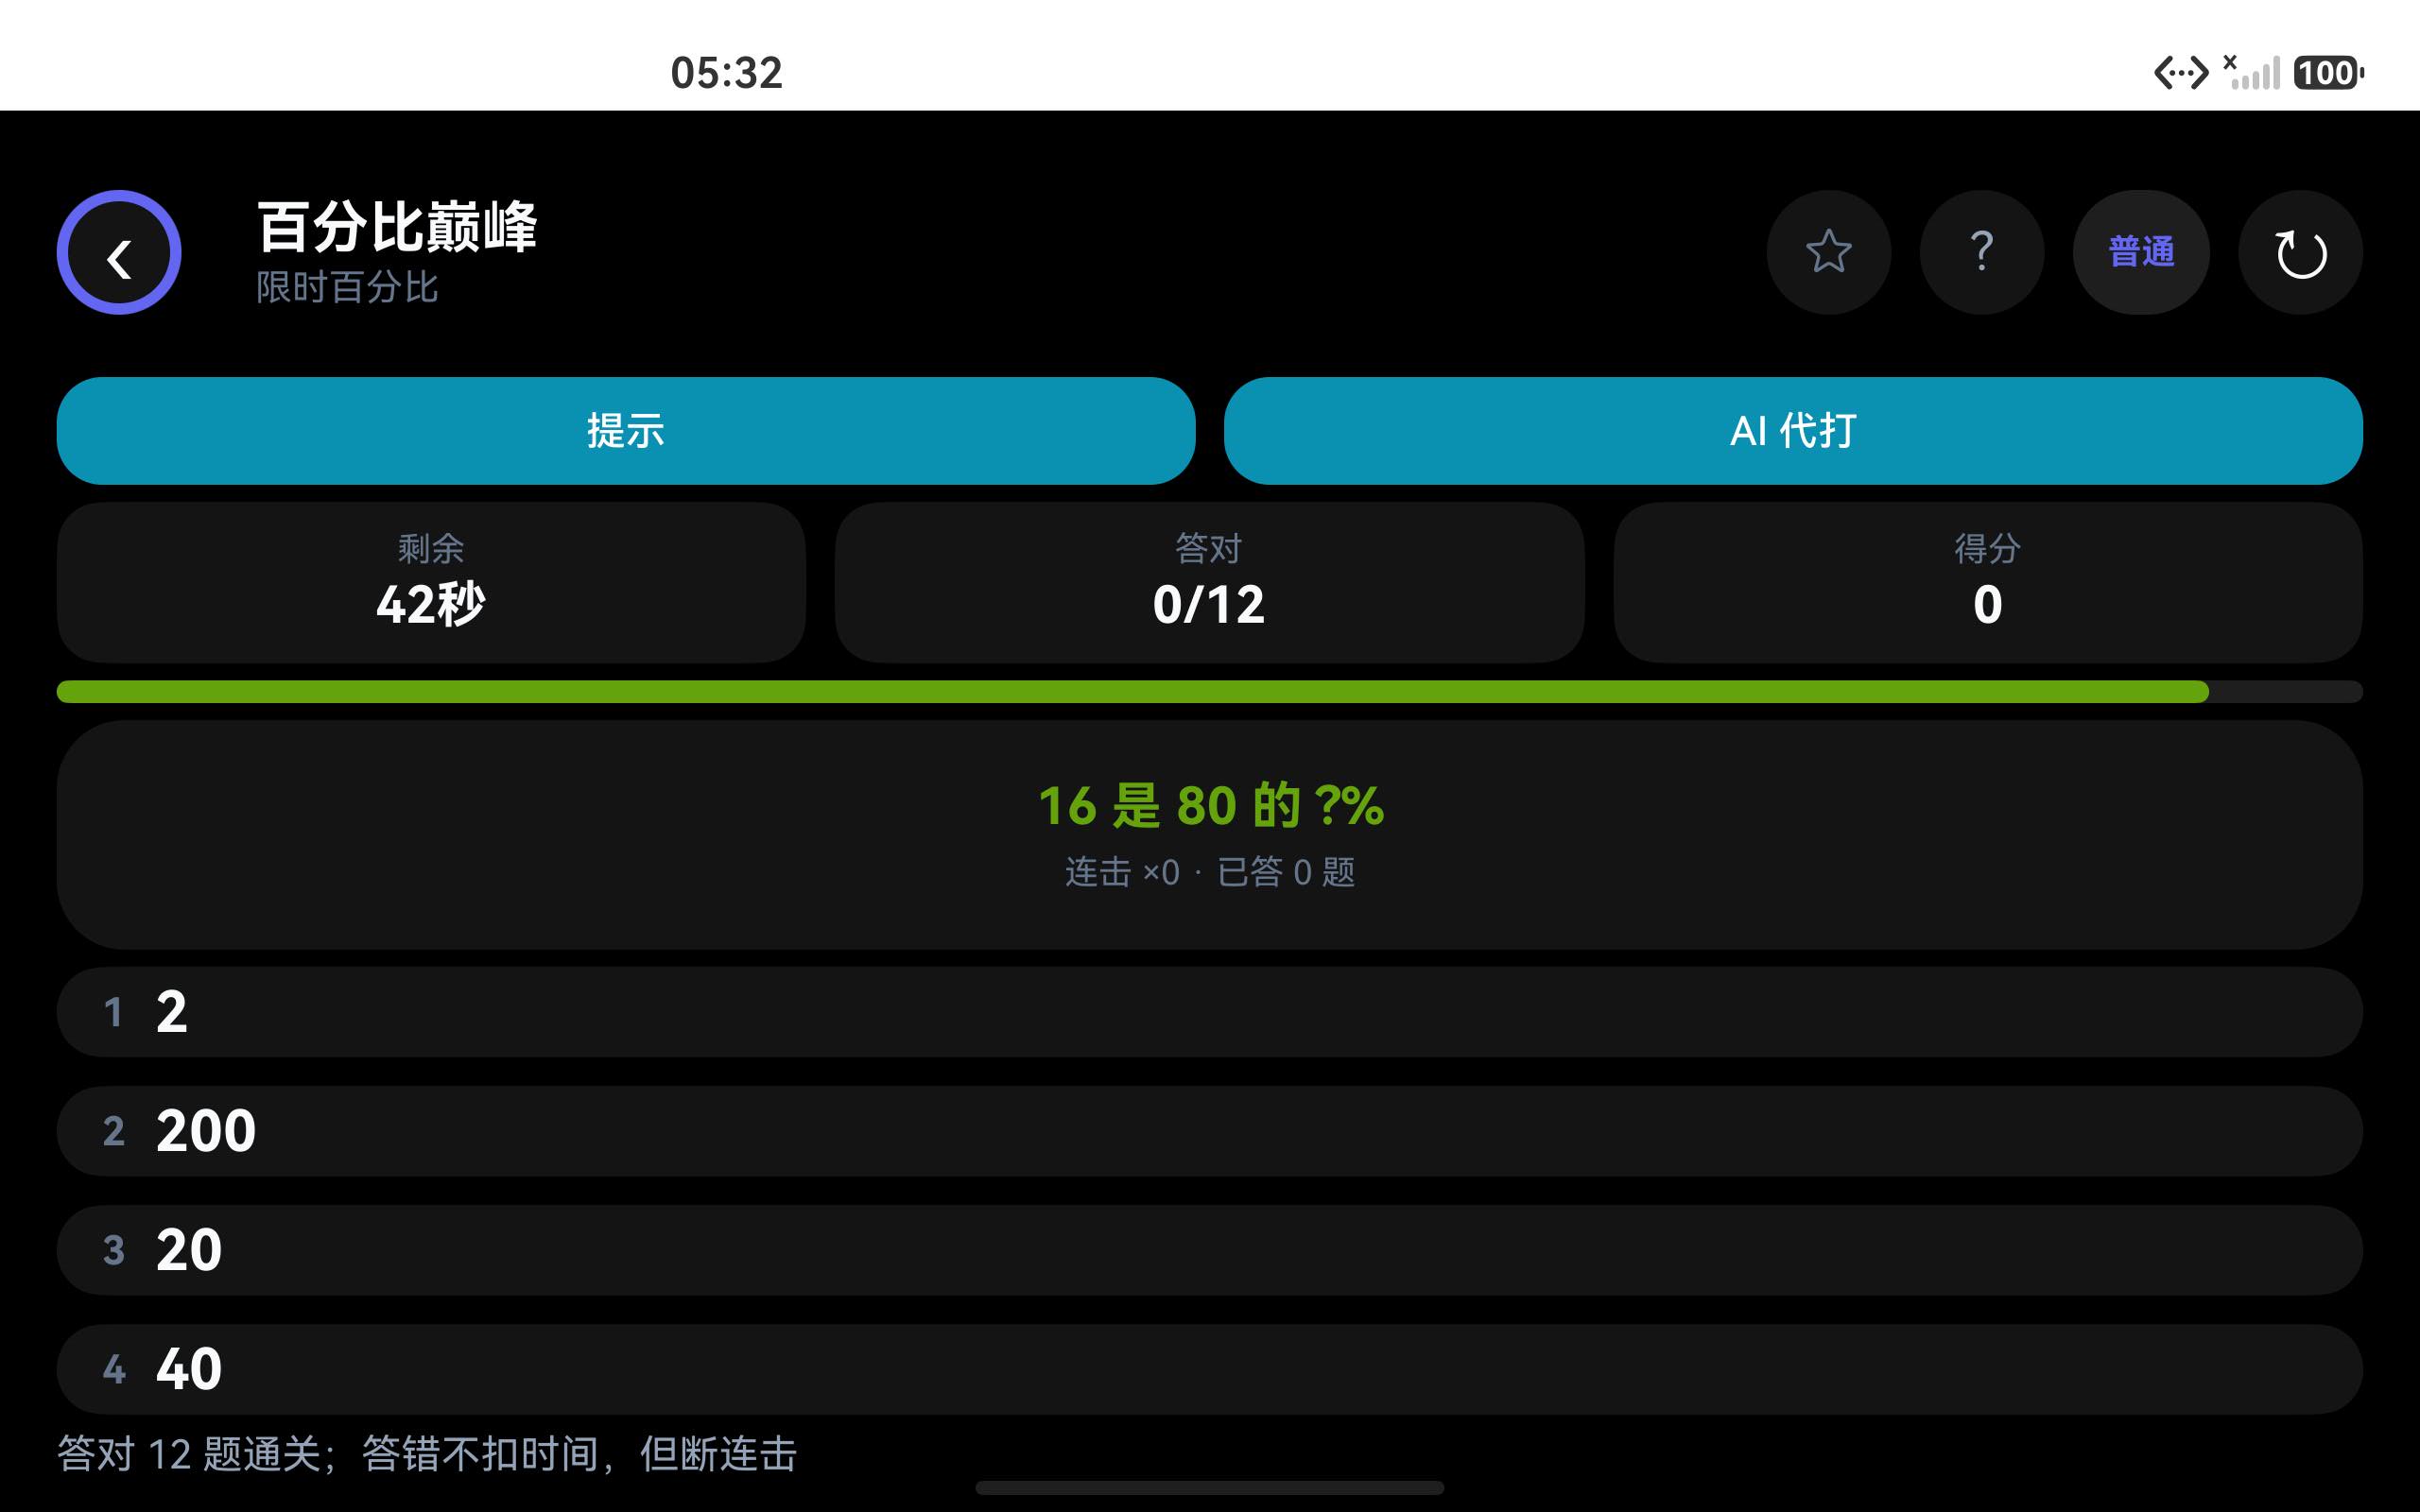 05:32
100
百分比巅峰
限时百分比
?
普通
提示
AI 代打
剩余
42秒
答对
0/12
得分
0
16 是 80 的 ?%
连击 ×0 · 已答 0 题
1 2
2 200
3 20
4 40
答对 12 题通关；答错不扣时间，但断连击